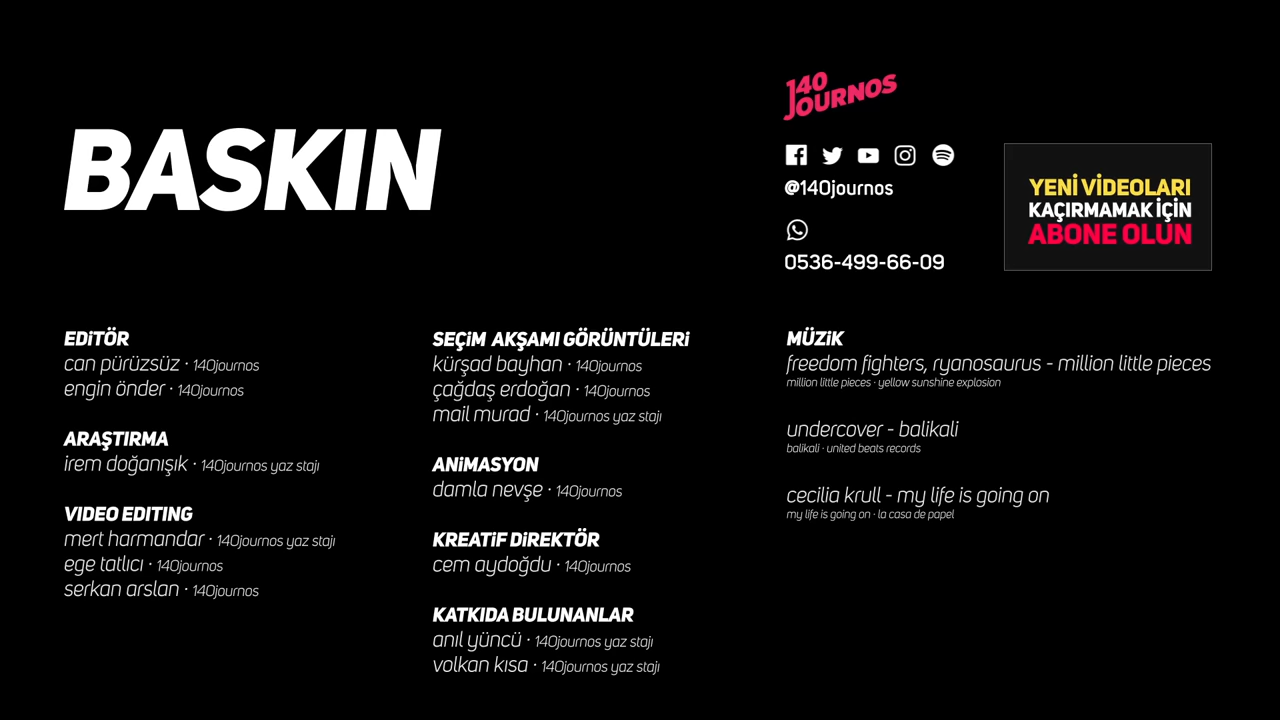 BASKIN
140
JOURNOS
@140journos
0536-499-66-09
YENİ VİDEOLARI
KAÇIRMAMAK İÇİN
ABONE OLUN
EDİTÖR
can pürüzsüz · 140journos
engin önder · 140journos
ARAŞTIRMA
irem doğanışık · 140journos yaz stajı
VIDEO EDITING
mert harmandar · 140journos yaz stajı
ege tatlıcı · 140journos
serkan arslan · 140journos
SEÇİM AKŞAMI GÖRÜNTÜLERİ
kürşad bayhan · 140journos
çağdaş erdoğan · 140journos
mail murad · 140journos yaz stajı
ANİMASYON
damla nevşe · 140journos
KREATİF DİREKTÖR
cem aydoğdu · 140journos
KATKIDA BULUNANLAR
anıl yüncü · 140journos yaz stajı
volkan kısa · 140journos yaz stajı
MÜZİK
freedom fighters, ryanosaurus - million little pieces
million little pieces · yellow sunshine explosion
undercover - balikali
balikali · united beats records
cecilia krull - my life is going on
my life is going on · la casa de papel